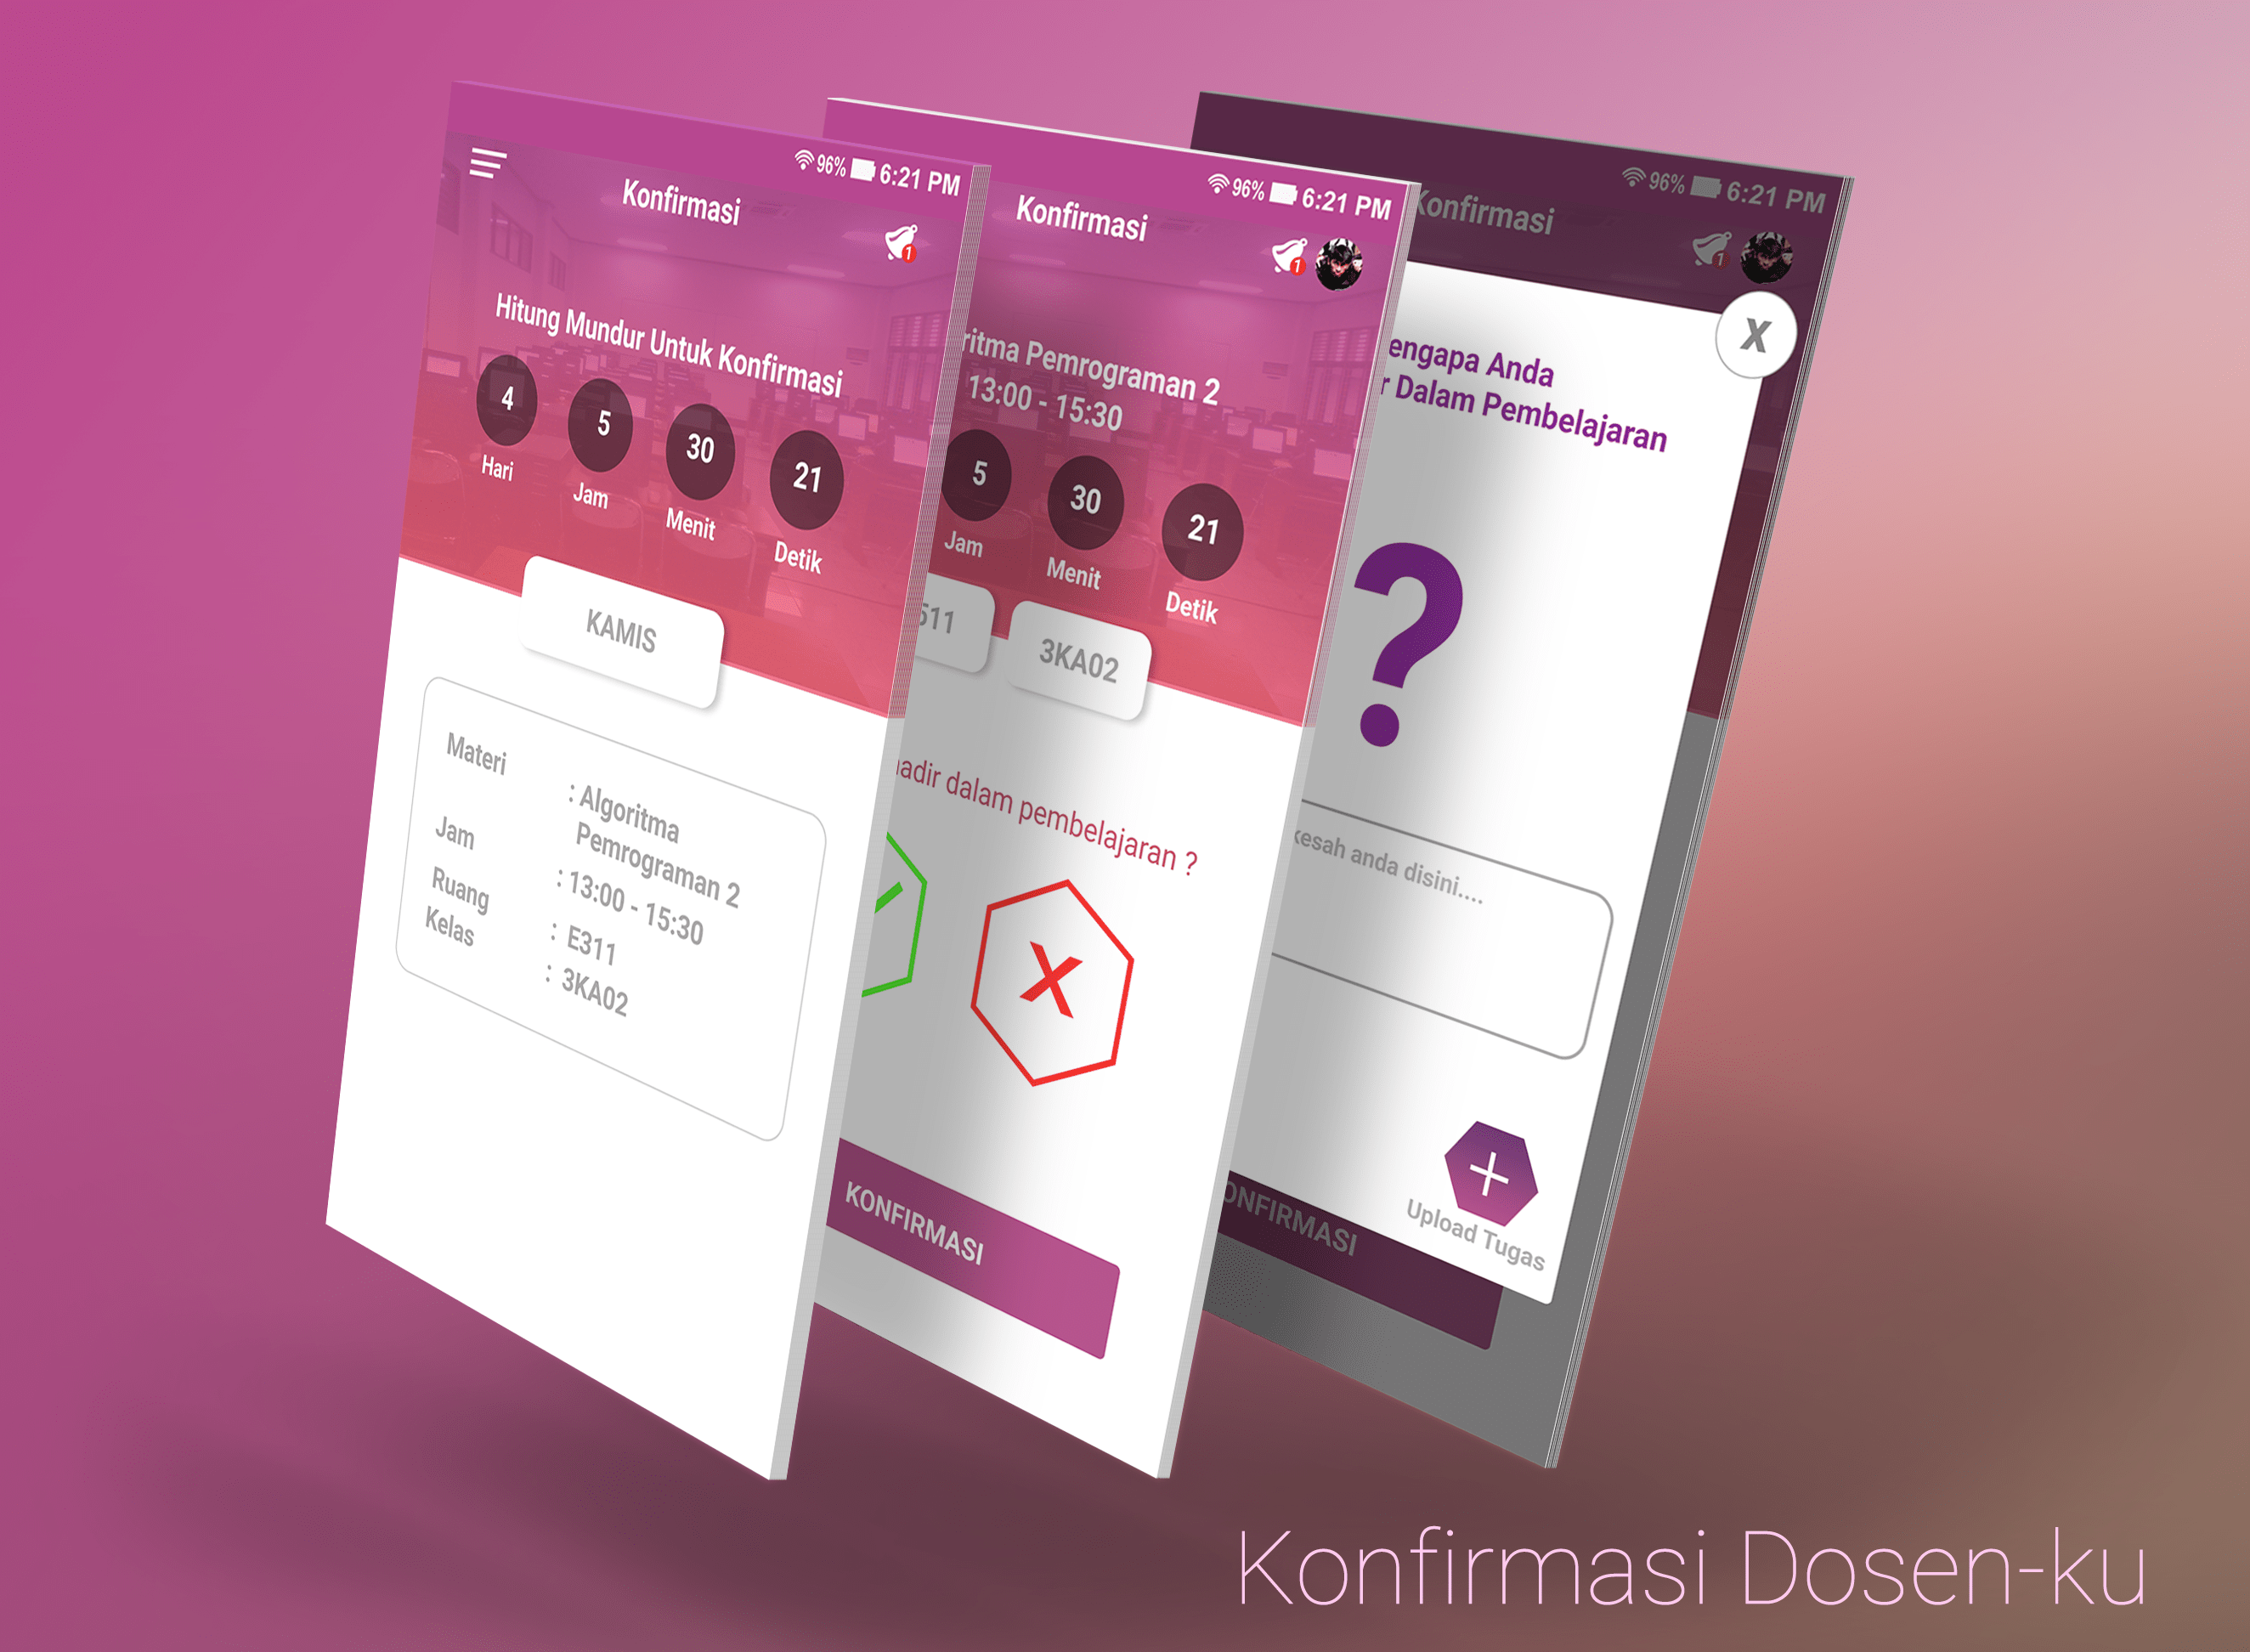 96% 6:21 PM
Konfirmasi
1
Hitung Mundur Untuk Konfirmasi
4 5 30 21
Hari Jam Menit Detik
KAMIS
Materi : Algoritma
Pemrograman 2
Jam : 13:00 - 15:30
Ruang : E311
Kelas : 3KA02
96% 6:21 PM
Konfirmasi
1
ritma Pemrograman 2
13:00 - 15:30
5 30 21
Jam Menit Detik
511 3KA02
adir dalam pembelajaran ?
X
KONFIRMASI
96% 6:21 PM
Konfirmasi
1
X
engapa Anda
r Dalam Pembelajaran
?
kesah anda disini....
+
Upload Tugas
ONFIRMASI
Konfirmasi Dosen-ku